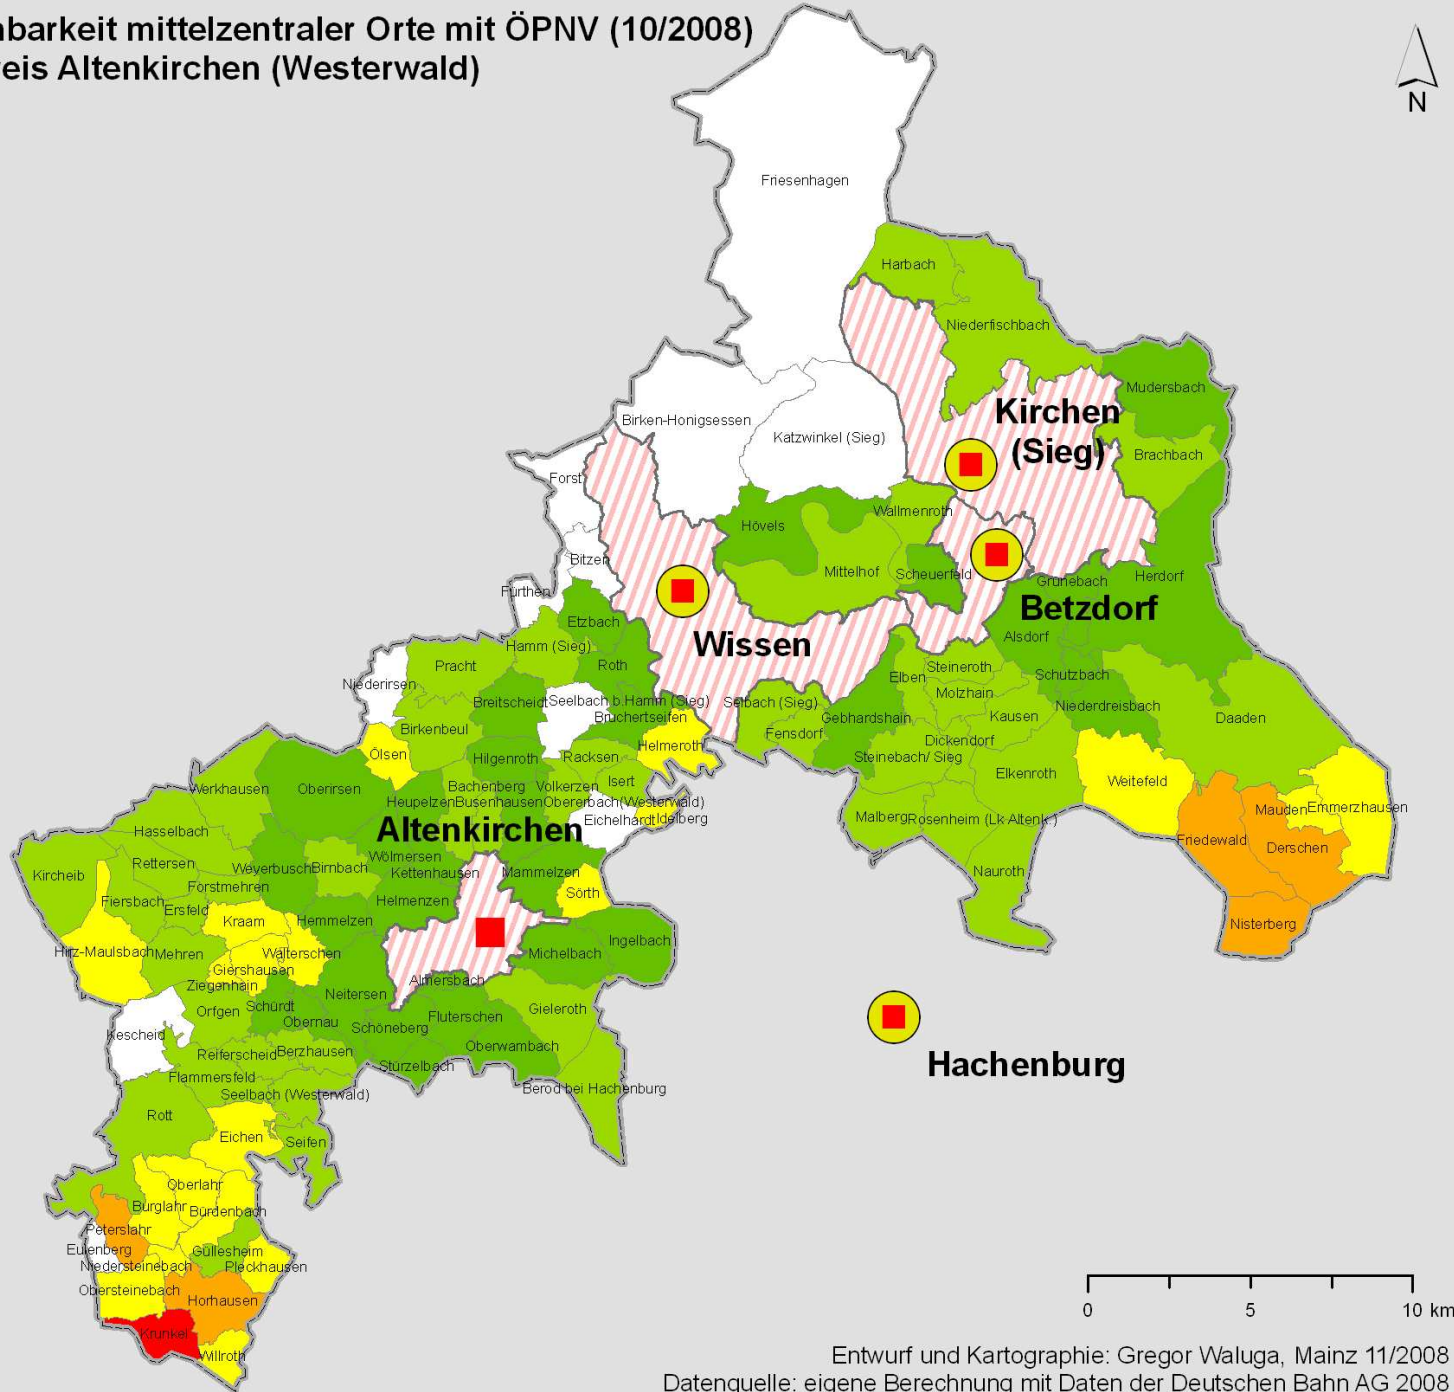 nbarkeit mittelzentraler Orte mit ÖPNV (10/2008)
reis Altenkirchen (Westerwald)
N
Friesenhagen
Harbach
Niederfischbach
Mudersbach
Kirchen
(Sieg)
Birken-Honigsessen
Katzwinkel (Sieg)
Brachbach
Forst
Wallmenroth
Hövels
Bitzen
Mittelhof
Scheuerfeld
Grünebach
Herdorf
Fürthen
Betzdorf
Etzbach
Alsdorf
Wissen
Hamm (Sieg)
Pracht
Roth
Steineroth
Elben
Schutzbach
Niederirsen
Molzhain
Breitscheidt
Seelbach b.Hamm (Sieg)
Selbach (Sieg)
Niederdreisbach
Bruchertseifen
Gebhardshain
Kausen
Daaden
Birkenbeul
Fensdorf
Dickendorf
Helmeroth
Ölsen
Hilgenroth
Racksen
Steinebach/ Sieg
Elkenroth
Weitefeld
Isert
Werkhausen
Oberirsen
Bachenberg
Volkerzen
Heupelzen
Busenhausen
Obererbach(Westerwald)
Mauden
Emmerzhausen
Malberg
Rosenheim (Lk Altenk.)
Eichelhardt
Idelberg
Altenkirchen
Hasselbach
Friedewald
Derschen
Wölmersen
Rettersen
Weyerbusch
Birnbach
Kettenhausen
Mammelzen
Nauroth
Kircheib
Forstmehren
Sörth
Fiersbach
Helmenzen
Ersfeld
Kraam
Hemmelzen
Nisterberg
Ingelbach
Hirz-Maulsbach
Mehren
Walterschen
Michelbach
Giershausen
Almersbach
Ziegenhain
Neitersen
Orfgen
Schürdt
Gieleroth
Obernau
Fluterschen
Schöneberg
Kescheid
Oberwambach
Reiferscheid
Berzhausen
Hachenburg
Stürzelbach
Flammersfeld
Berod bei Hachenburg
Seelbach (Westerwald)
Rott
Eichen
Seifen
Oberlahr
Burglahr
Bürdenbach
Peterslahr
Eulenberg
Güllesheim
Niedersteinebach
Pleckhausen
Obersteinebach
Horhausen
Krunkel
Willroth
0 5 10 km
Entwurf und Kartographie: Gregor Waluga, Mainz 11/2008
Datenquelle: eigene Berechnung mit Daten der Deutschen Bahn AG 2008